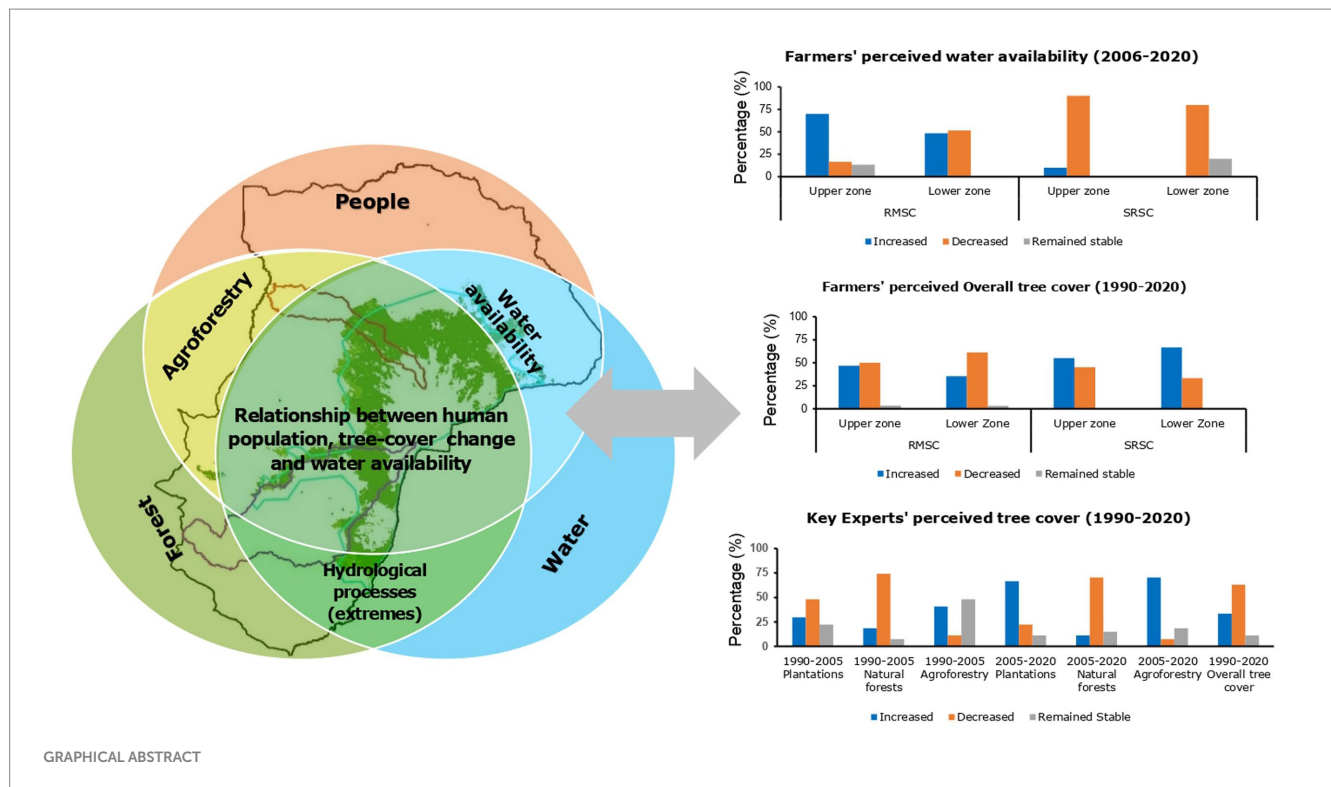 People
Agroforestry
Water
availability
Relationship between human
population, tree-cover change
and water availability
Forest
Water
Hydrological
processes
(extremes)
Farmers' perceived water availability (2006-2020)
Percentage (%)
100
75
50
25
0
Upper zone Lower zone Upper zone Lower zone
RMSC SRSC
Increased Decreased Remained stable
Farmers' perceived Overall tree cover (1990-2020)
Percentage (%)
100
75
50
25
0
Upper zone Lower Zone Upper zone Lower Zone
RMSC SRSC
Increased Decreased Remained stable
Key Experts' perceived tree cover (1990-2020)
Percentage (%)
100
75
50
25
0
1990-2005 1990-2005 1990-2005 2005-2020 2005-2020 2005-2020 1990-2020
Plantations Natural Agroforestry Plantations Natural Agroforestry Overall tree
forests forests cover
Increased Decreased Remained Stable
GRAPHICAL ABSTRACT